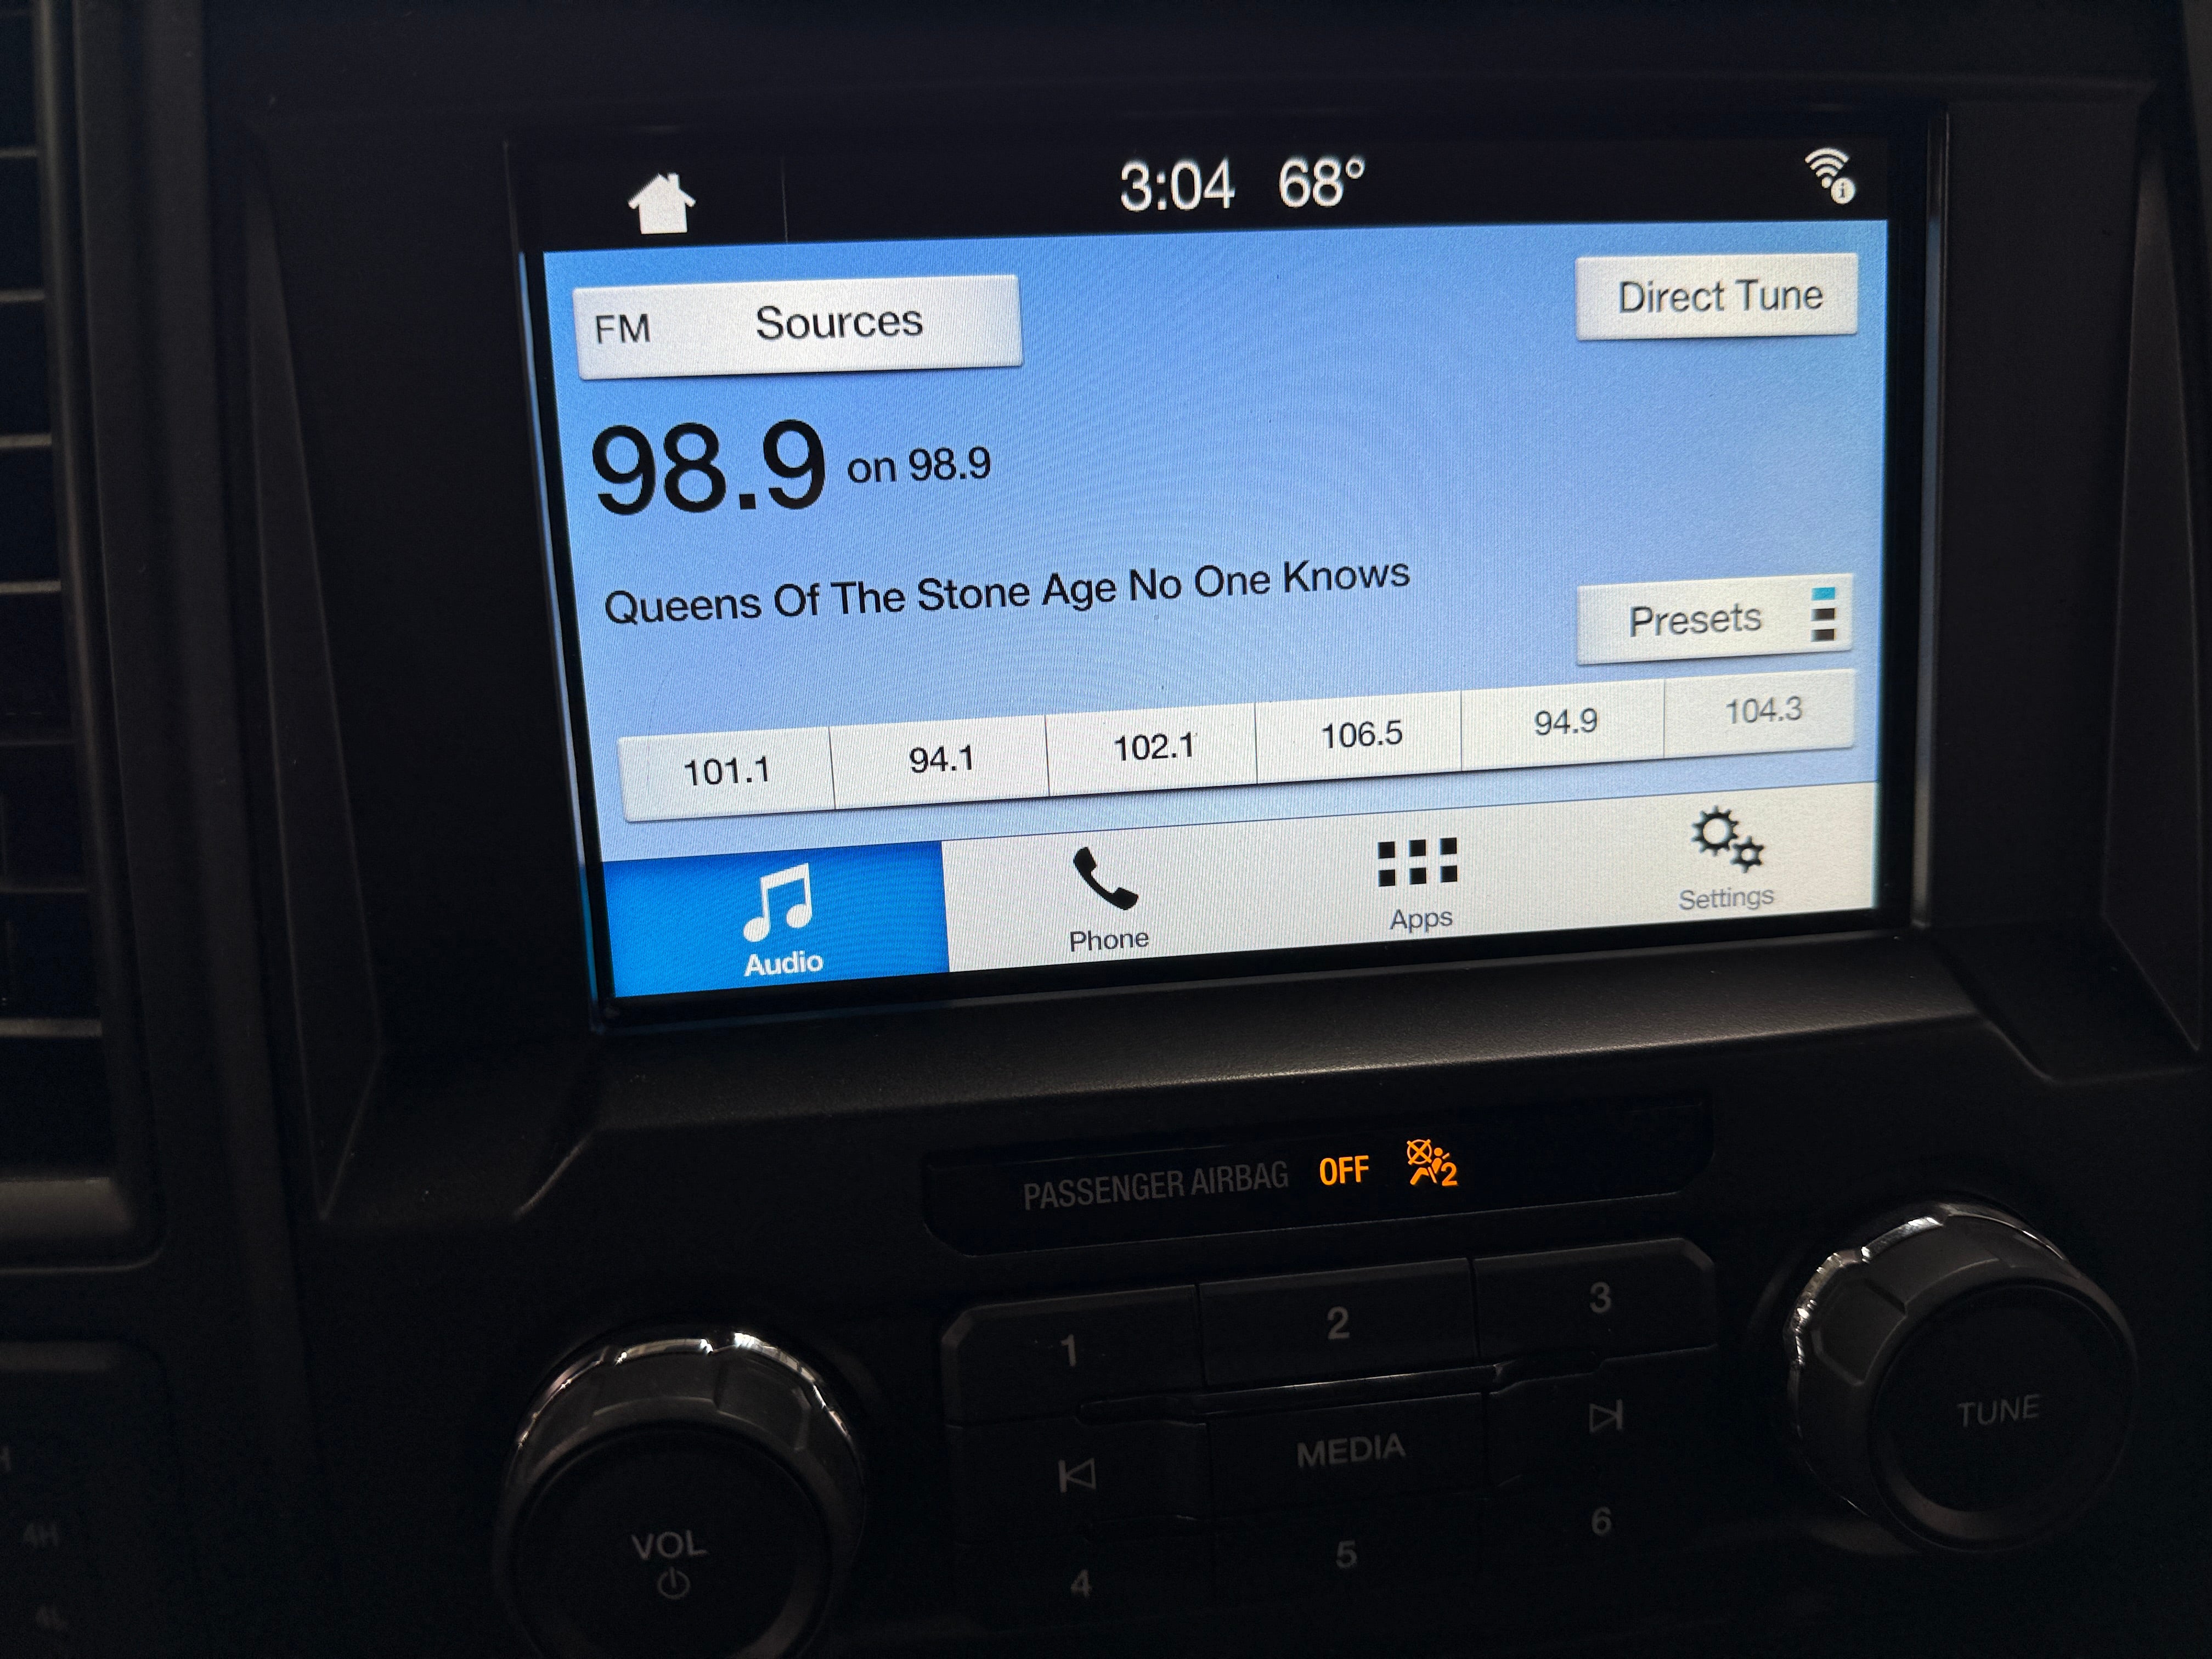 3:04 68°
FM Sources
Direct Tune
98.9 on 98.9
Queens Of The Stone Age No One Knows
Presets
101.1 94.1 102.1 106.5 94.9 104.3
Audio Phone Apps Settings
PASSENGER AIRBAG OFF 2
1 2 3
MEDIA
TUNE
VOL
4 5 6
4H
4L